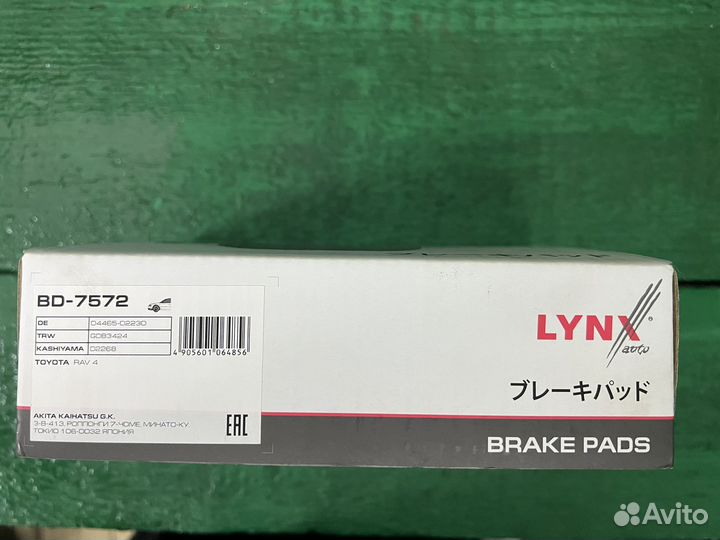 BD-7572
OE 04465-02230
TRW GDB3424
KASHIYAMA D2268
4 905601 064856
TOYOTA RAV 4
AKITA KAIHATSU G.K.
3-8-413, РОППОНГИ 7-ЧОМЕ, МИНАТО-КУ,
ТОКИО 106-0032 ЯПОНИЯ
EAC
LYNX®
auto
ブレーキパッド
BRAKE PADS
Avito